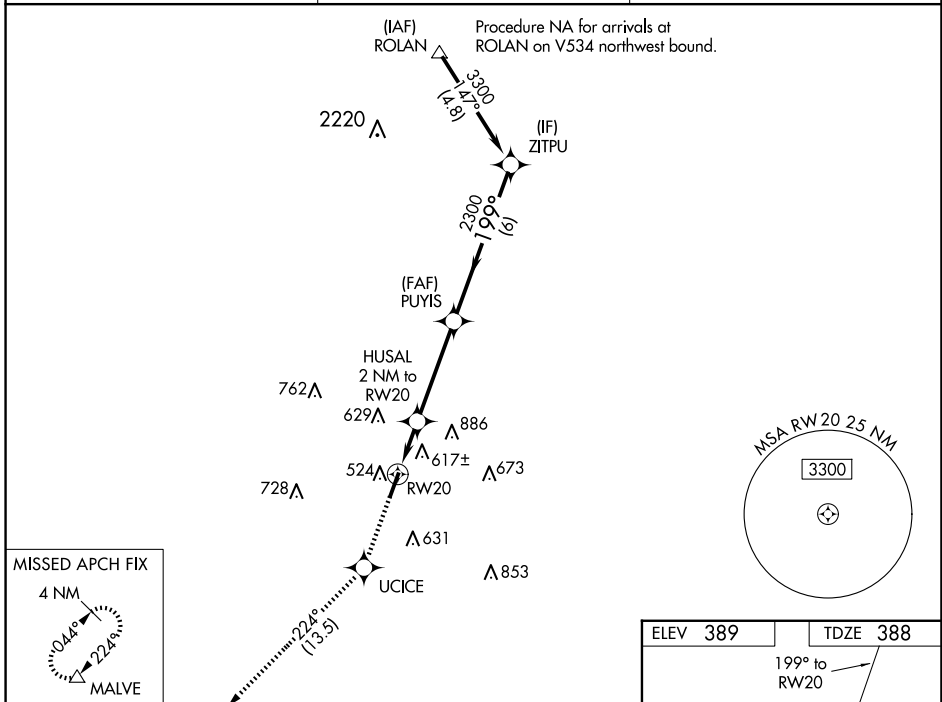 (IAF)
ROLAN
Procedure NA for arrivals at
ROLAN on V534 northwest bound.
3300
147°
(4.8)
2220
(IF)
ZITPU
2300
199°
(6)
(FAF)
PUYIS
HUSAL
2 NM to
RW20
762
629
886
617±
524
RW20
673
728
631
UCICE
853
224°
(13.5)
MSA RW20 25 NM
3300
MISSED APCH FIX
4 NM
044°
224°
MALVE
ELEV 389
TDZE 388
199° to
RW20